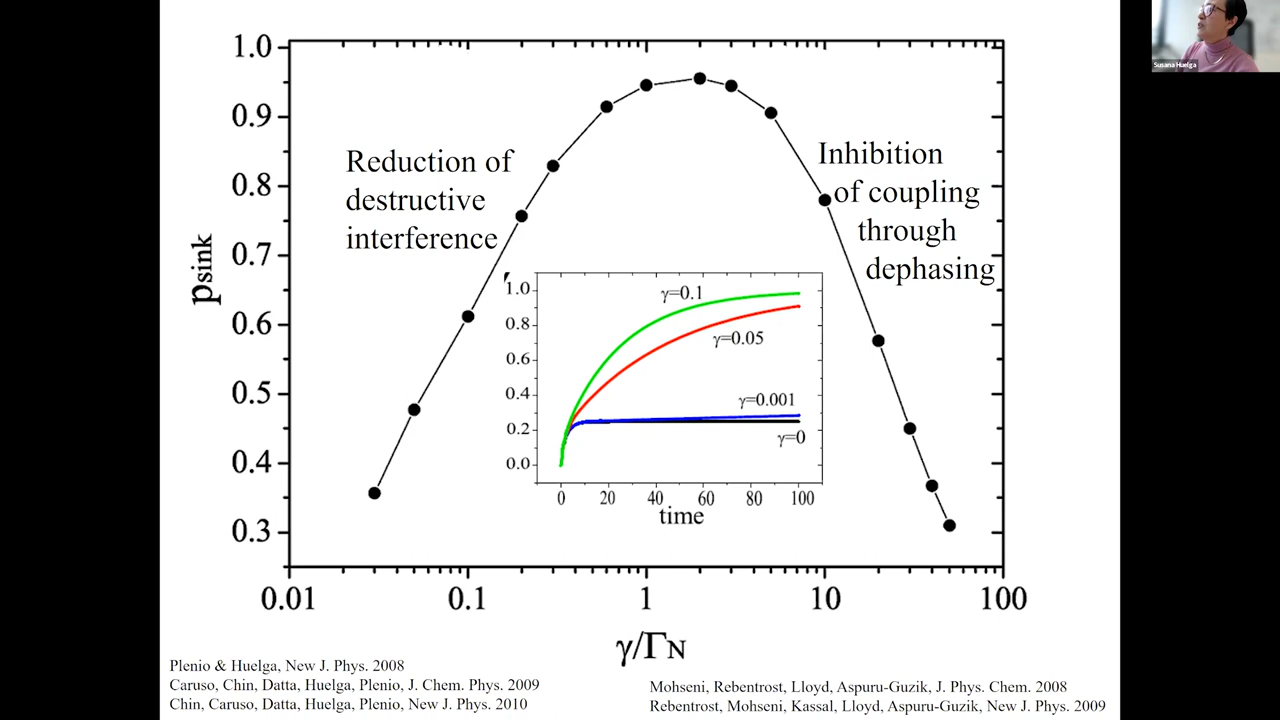 Susana Huelga
1.0
0.9
0.8
0.7
0.6
0.5
0.4
0.3
psink
Reduction of
destructive
interference
Inhibition
of coupling
through
dephasing
1.0
0.8
0.6
0.4
0.2
0.0
γ=0.1
γ=0.05
γ=0.001
γ=0
0 20 40 60 80 100
time
0.01 0.1 1 10 100
γ/ΓN
Plenio & Huelga, New J. Phys. 2008
Caruso, Chin, Datta, Huelga, Plenio, J. Chem. Phys. 2009
Chin, Caruso, Datta, Huelga, Plenio, New J. Phys. 2010
Mohseni, Rebentrost, Lloyd, Aspuru-Guzik, J. Phys. Chem. 2008
Rebentrost, Mohseni, Kassal, Lloyd, Aspuru-Guzik, New J. Phys. 2009